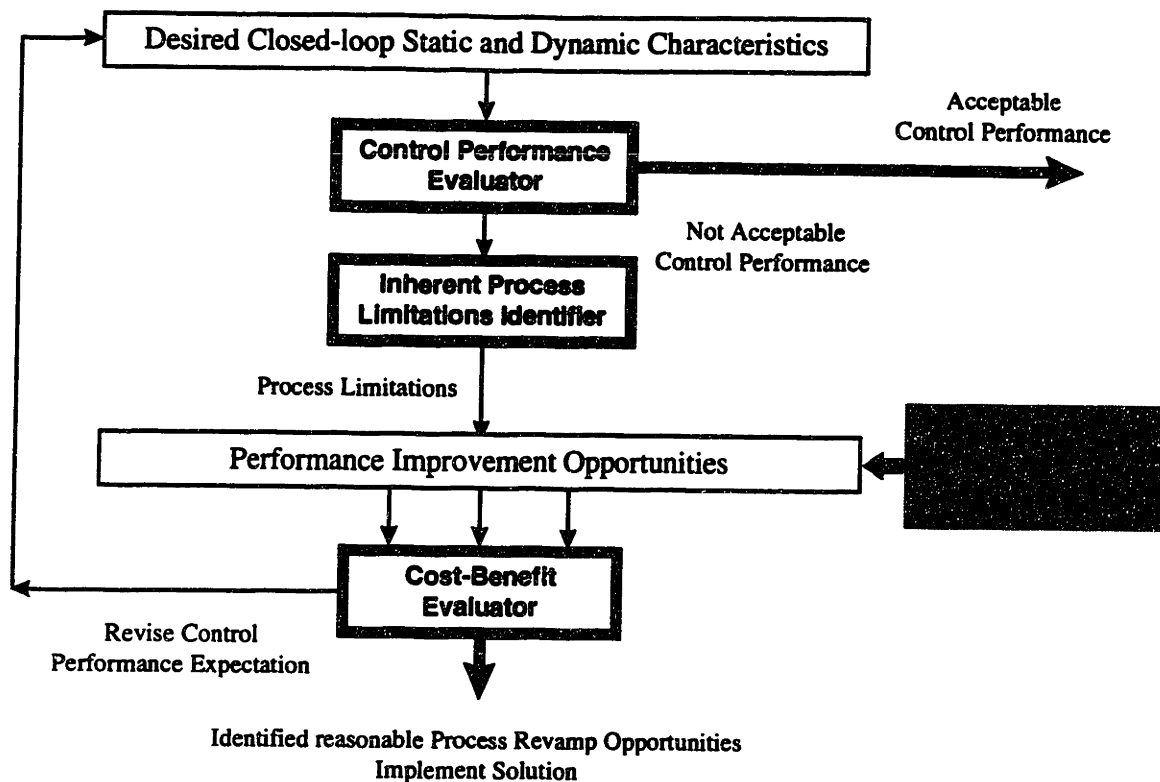 Desired Closed-loop Static and Dynamic Characteristics
Acceptable
Control Performance
Control Performance
Evaluator
Not Acceptable
Control Performance
Inherent Process
Limitations Identifier
Process Limitations
Performance Improvement Opportunities
Cost-Benefit
Evaluator
Revise Control
Performance Expectation
Identified reasonable Process Revamp Opportunities
Implement Solution